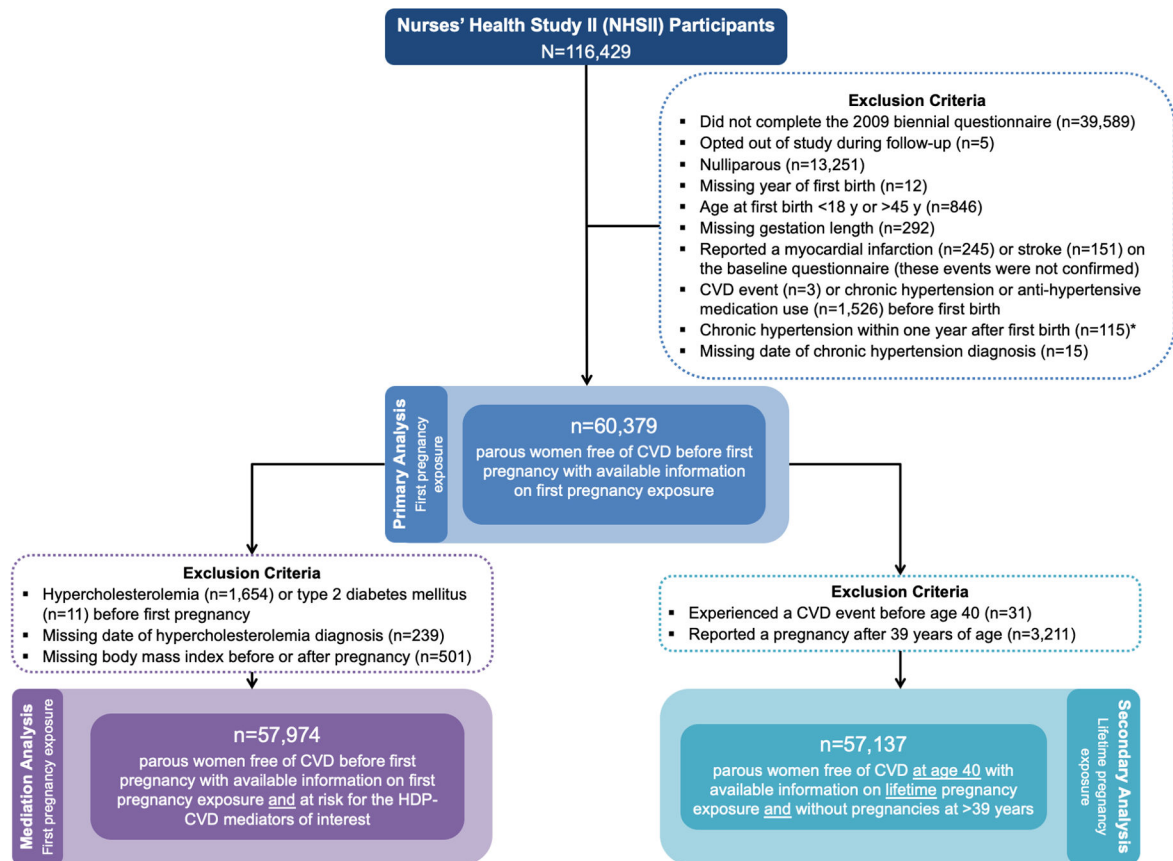 Nurses’ Health Study II (NHSII) Participants
N=116,429
Exclusion Criteria
▪ Did not complete the 2009 biennial questionnaire (n=39,589)
▪ Opted out of study during follow-up (n=5)
▪ Nulliparous (n=13,251)
▪ Missing year of first birth (n=12)
▪ Age at first birth <18 y or >45 y (n=846)
▪ Missing gestation length (n=292)
▪ Reported a myocardial infarction (n=245) or stroke (n=151) on
the baseline questionnaire (these events were not confirmed)
▪ CVD event (n=3) or chronic hypertension or anti-hypertensive
medication use (n=1,526) before first birth
▪ Chronic hypertension within one year after first birth (n=115)*
▪ Missing date of chronic hypertension diagnosis (n=15)
Primary Analysis
First pregnancy
exposure
n=60,379
parous women free of CVD before first
pregnancy with available information
on first pregnancy exposure
Exclusion Criteria
▪ Hypercholesterolemia (n=1,654) or type 2 diabetes mellitus
(n=11) before first pregnancy
▪ Missing date of hypercholesterolemia diagnosis (n=239)
▪ Missing body mass index before or after pregnancy (n=501)
Exclusion Criteria
▪ Experienced a CVD event before age 40 (n=31)
▪ Reported a pregnancy after 39 years of age (n=3,211)
Mediation Analysis
First pregnancy exposure
n=57,974
parous women free of CVD before first
pregnancy with available information on first
pregnancy exposure and at risk for the HDP-
CVD mediators of interest
n=57,137
parous women free of CVD at age 40 with
available information on lifetime pregnancy
exposure and without pregnancies at >39 years
Secondary Analysis
Lifetime pregnancy
exposure